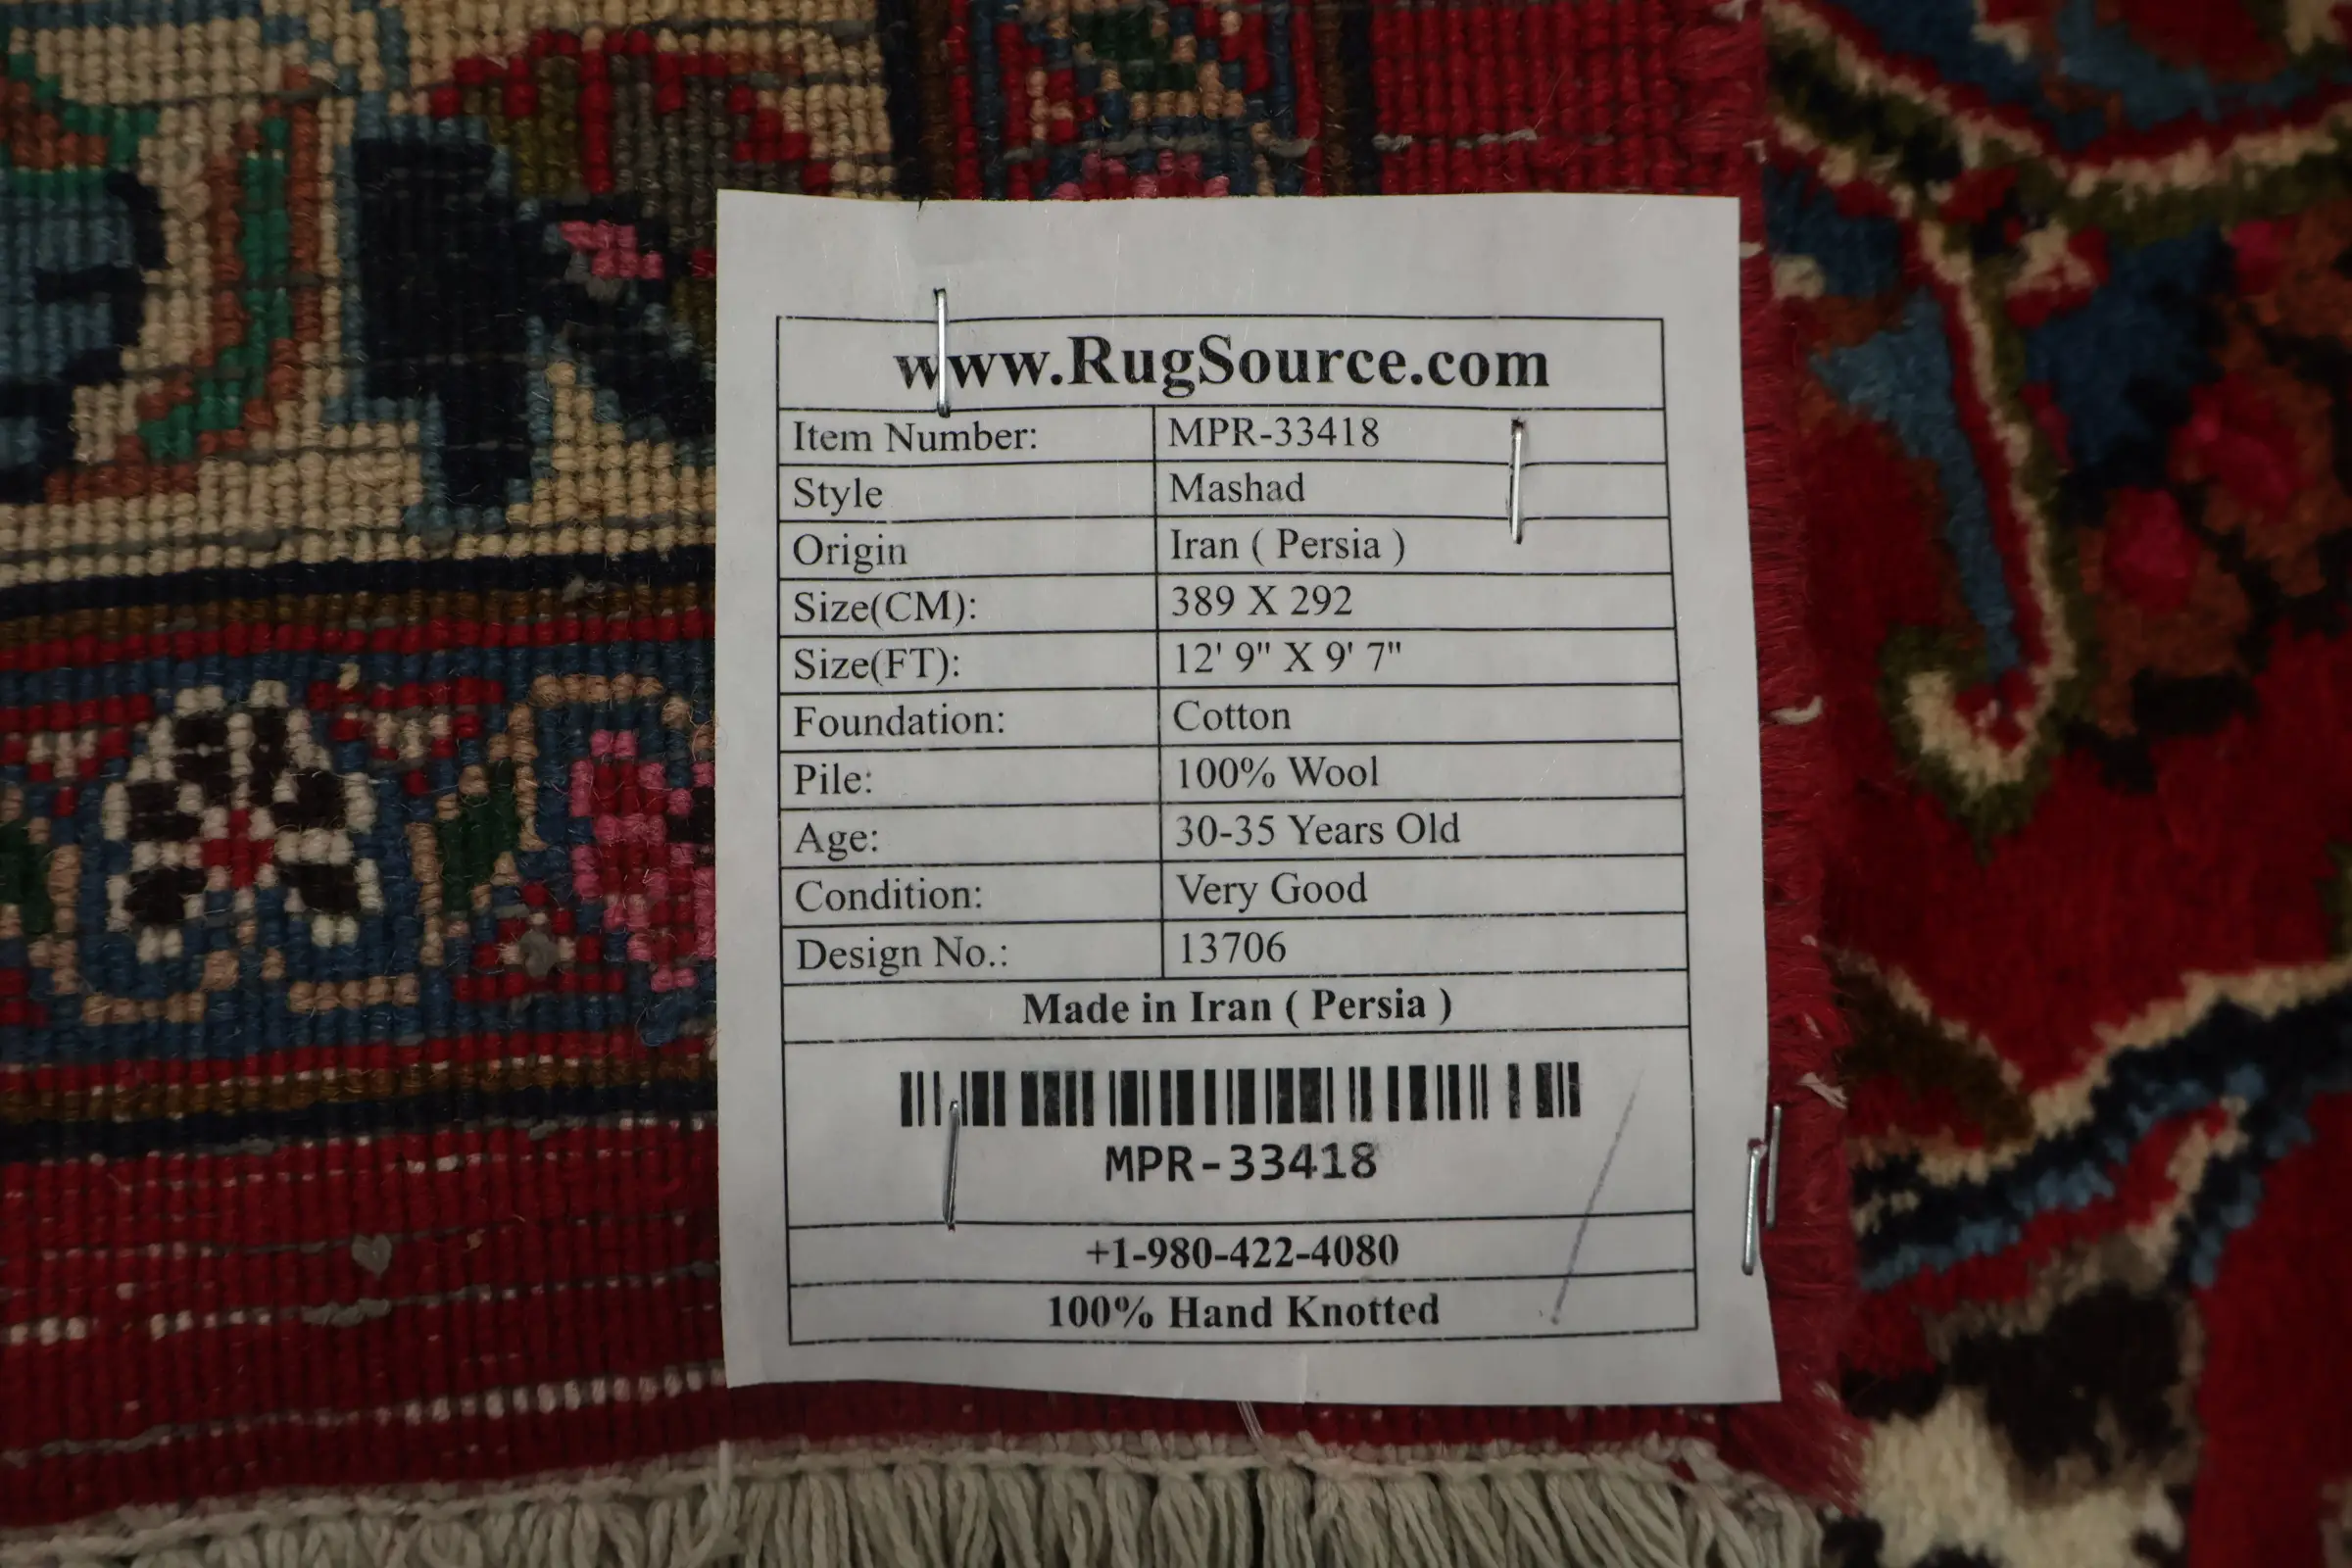 www.RugSource.com
Item Number: MPR-33418
Style Mashad
Origin Iran ( Persia )
Size(CM): 389 X 292
Size(FT): 12' 9" X 9' 7"
Foundation: Cotton
Pile: 100% Wool
Age: 30-35 Years Old
Condition: Very Good
Design No.: 13706
Made in Iran ( Persia )
MPR-33418
+1-980-422-4080
100% Hand Knotted